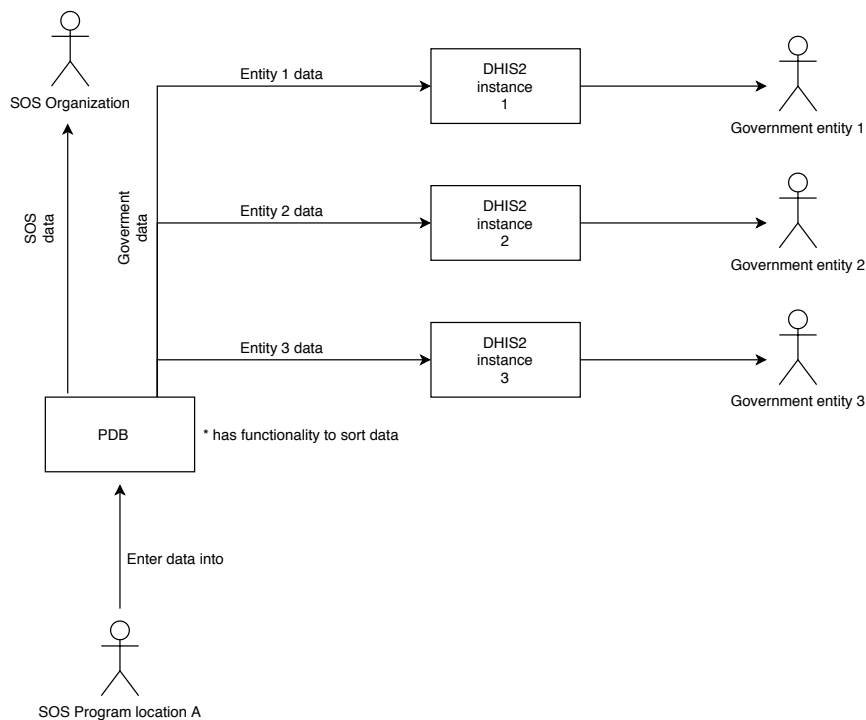 SOS Organization
Entity 1 data
DHIS2
instance
1
Government entity 1
SOS
data
Goverment
data
Entity 2 data
DHIS2
instance
2
Government entity 2
Entity 3 data
DHIS2
instance
3
Government entity 3
PDB
* has functionality to sort data
Enter data into
SOS Program location A